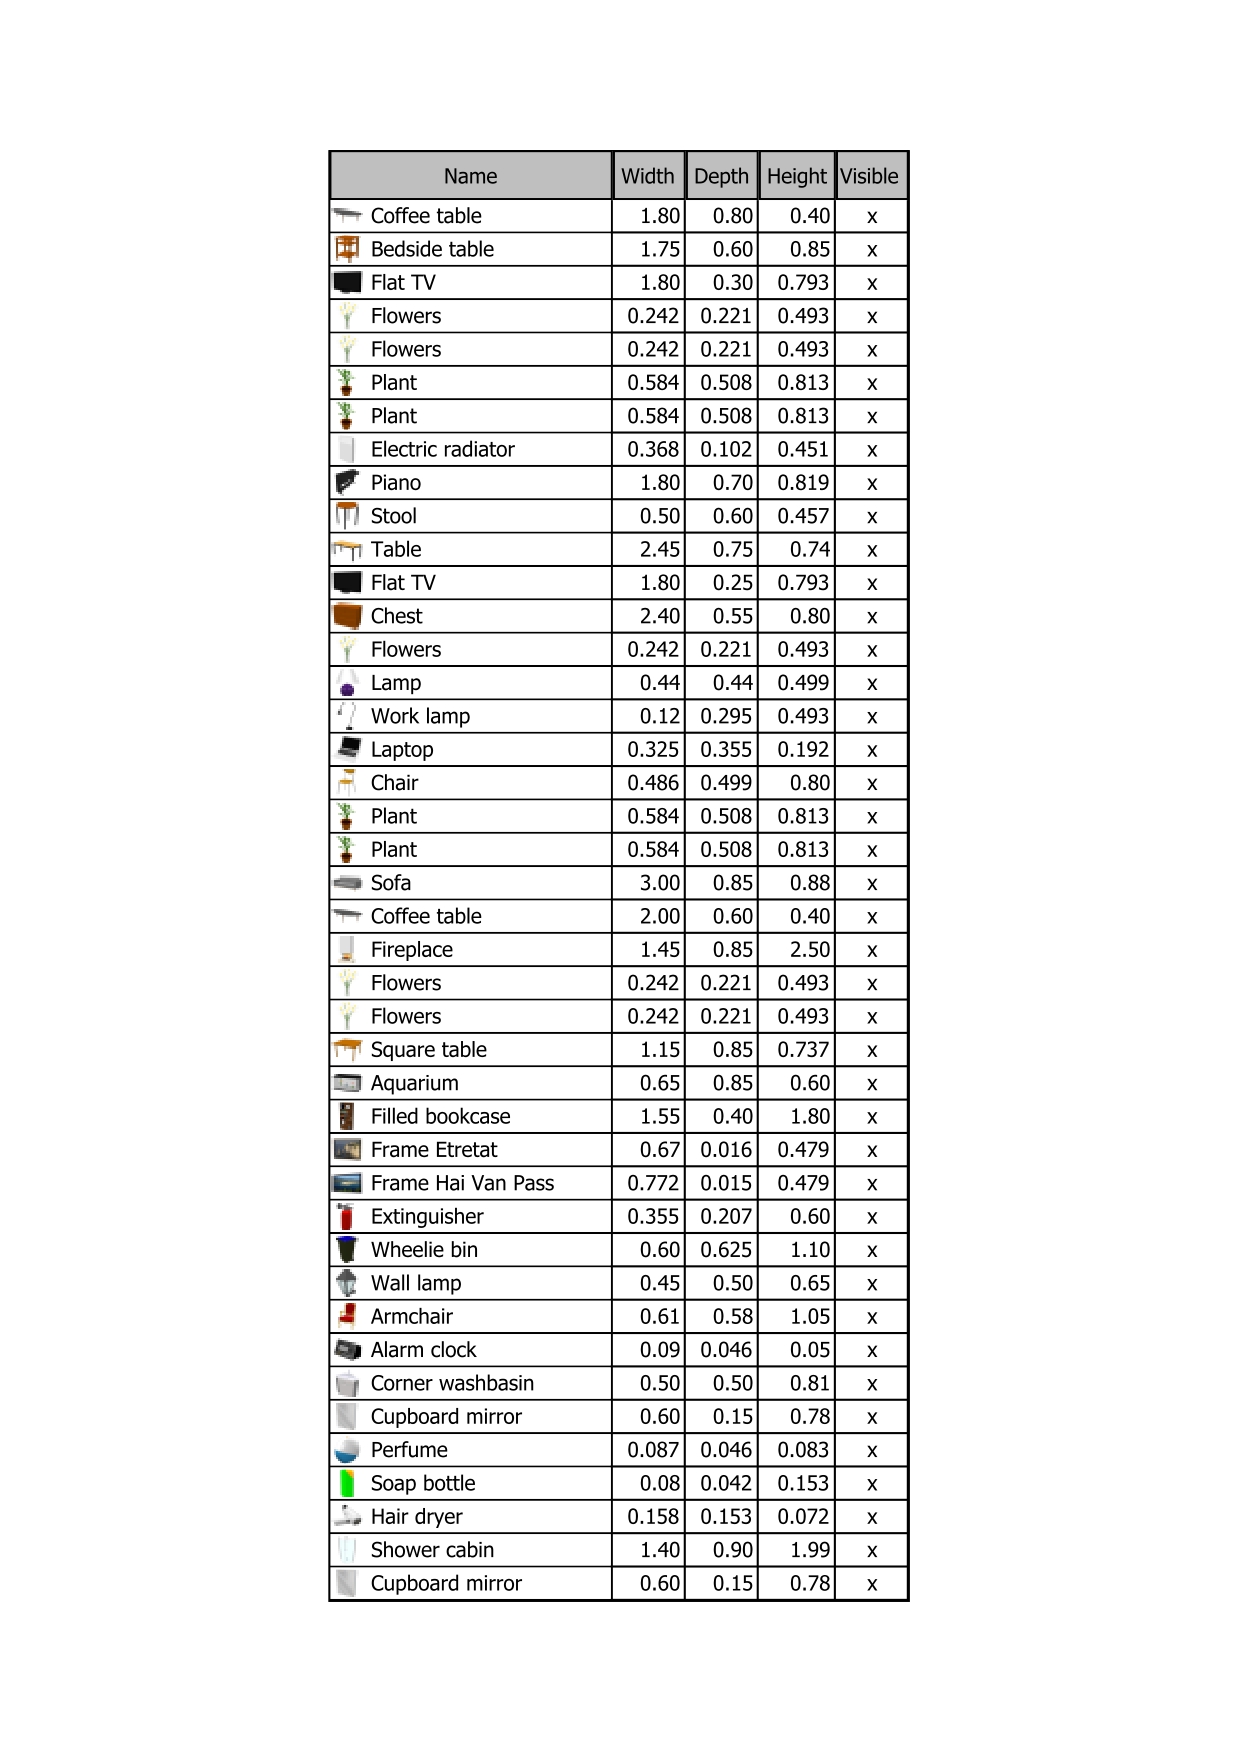 Name Width Depth Height Visible
Coffee table 1.80 0.80 0.40 x
Bedside table 1.75 0.60 0.85 x
Flat TV 1.80 0.30 0.793 x
Flowers 0.242 0.221 0.493 x
Flowers 0.242 0.221 0.493 x
Plant 0.584 0.508 0.813 x
Plant 0.584 0.508 0.813 x
Electric radiator 0.368 0.102 0.451 x
Piano 1.80 0.70 0.819 x
Stool 0.50 0.60 0.457 x
Table 2.45 0.75 0.74 x
Flat TV 1.80 0.25 0.793 x
Chest 2.40 0.55 0.80 x
Flowers 0.242 0.221 0.493 x
Lamp 0.44 0.44 0.499 x
Work lamp 0.12 0.295 0.493 x
Laptop 0.325 0.355 0.192 x
Chair 0.486 0.499 0.80 x
Plant 0.584 0.508 0.813 x
Plant 0.584 0.508 0.813 x
Sofa 3.00 0.85 0.88 x
Coffee table 2.00 0.60 0.40 x
Fireplace 1.45 0.85 2.50 x
Flowers 0.242 0.221 0.493 x
Flowers 0.242 0.221 0.493 x
Square table 1.15 0.85 0.737 x
Aquarium 0.65 0.85 0.60 x
Filled bookcase 1.55 0.40 1.80 x
Frame Etretat 0.67 0.016 0.479 x
Frame Hai Van Pass 0.772 0.015 0.479 x
Extinguisher 0.355 0.207 0.60 x
Wheelie bin 0.60 0.625 1.10 x
Wall lamp 0.45 0.50 0.65 x
Armchair 0.61 0.58 1.05 x
Alarm clock 0.09 0.046 0.05 x
Corner washbasin 0.50 0.50 0.81 x
Cupboard mirror 0.60 0.15 0.78 x
Perfume 0.087 0.046 0.083 x
Soap bottle 0.08 0.042 0.153 x
Hair dryer 0.158 0.153 0.072 x
Shower cabin 1.40 0.90 1.99 x
Cupboard mirror 0.60 0.15 0.78 x